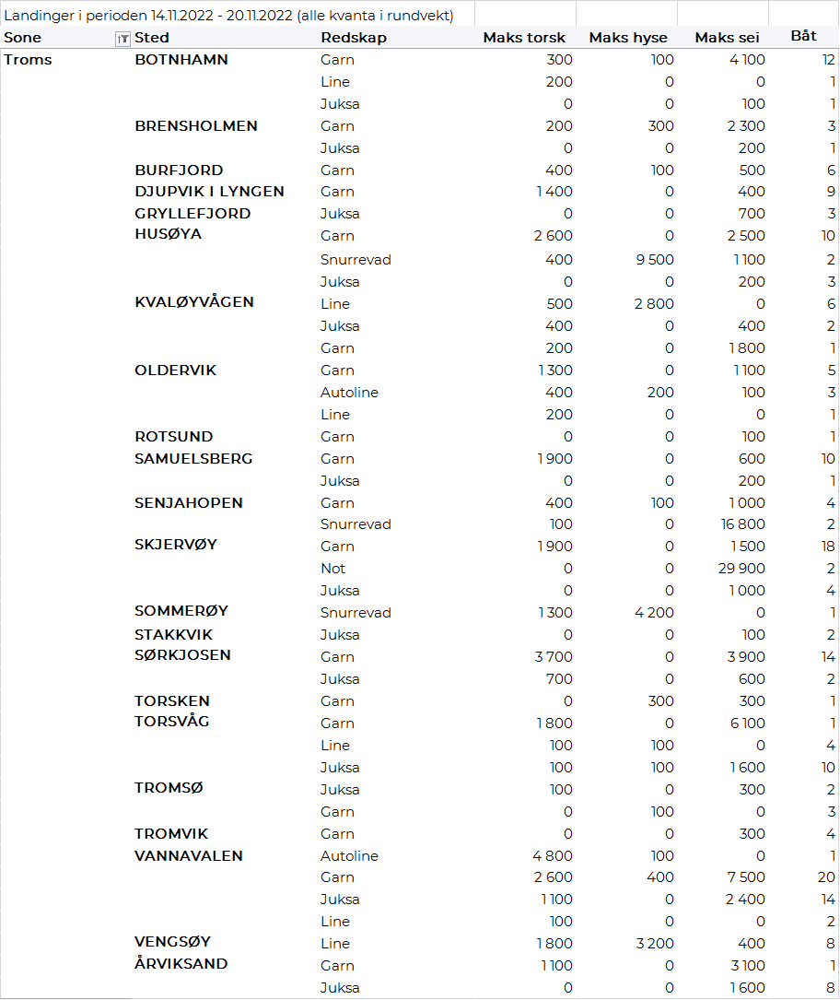 Landinger i perioden 14.11.2022 - 20.11.2022 (alle kvanta i rundvekt)
Sone Sted Redskap Maks torsk Maks hyse Maks sei Båt
Troms BOTNHAMN Garn 300 100 4 100 12
Line 200 0 0 1
Juksa 0 0 100 1
BRENSHOLMEN Garn 200 300 2 300 3
Juksa 0 0 200 1
BURFJORD Garn 400 100 500 6
DJUPVIK I LYNGEN Garn 1 400 0 400 9
GRYLLEFJORD Juksa 0 0 700 3
HUSØYA Garn 2 600 0 2 500 10
Snurrevad 400 9 500 1 100 2
Juksa 0 0 200 3
KVALØYVÅGEN Line 500 2 800 0 6
Juksa 400 0 400 2
Garn 200 0 1 800 1
OLDERVIK Garn 1 300 0 1 100 5
Autoline 400 200 100 3
Line 200 0 0 1
ROTSUND Garn 0 0 100 1
SAMUELSBERG Garn 1 900 0 600 10
Juksa 0 0 200 1
SENJAHOPEN Garn 400 100 1 000 4
Snurrevad 100 0 16 800 2
SKJERVØY Garn 1 900 0 1 500 18
Not 0 0 29 900 2
Juksa 0 0 1 000 4
SOMMERØY Snurrevad 1 300 4 200 0 1
STAKKVIK Juksa 0 0 100 2
SØRKJOSEN Garn 3 700 0 3 900 14
Juksa 700 0 600 2
TORSKEN Garn 0 300 300 1
TORSVÅG Garn 1 800 0 6 100 1
Line 100 100 0 4
Juksa 100 100 1 600 10
TROMSØ Juksa 100 0 300 2
Garn 0 100 0 3
TROMVIK Garn 0 0 300 4
VANNAVALEN Autoline 4 800 100 0 1
Garn 2 600 400 7 500 20
Juksa 1 100 0 2 400 14
Line 100 0 0 2
VENGSØY Line 1 800 3 200 400 8
ÅRVIKSAND Garn 1 100 0 3 100 1
Juksa 0 0 1 600 8